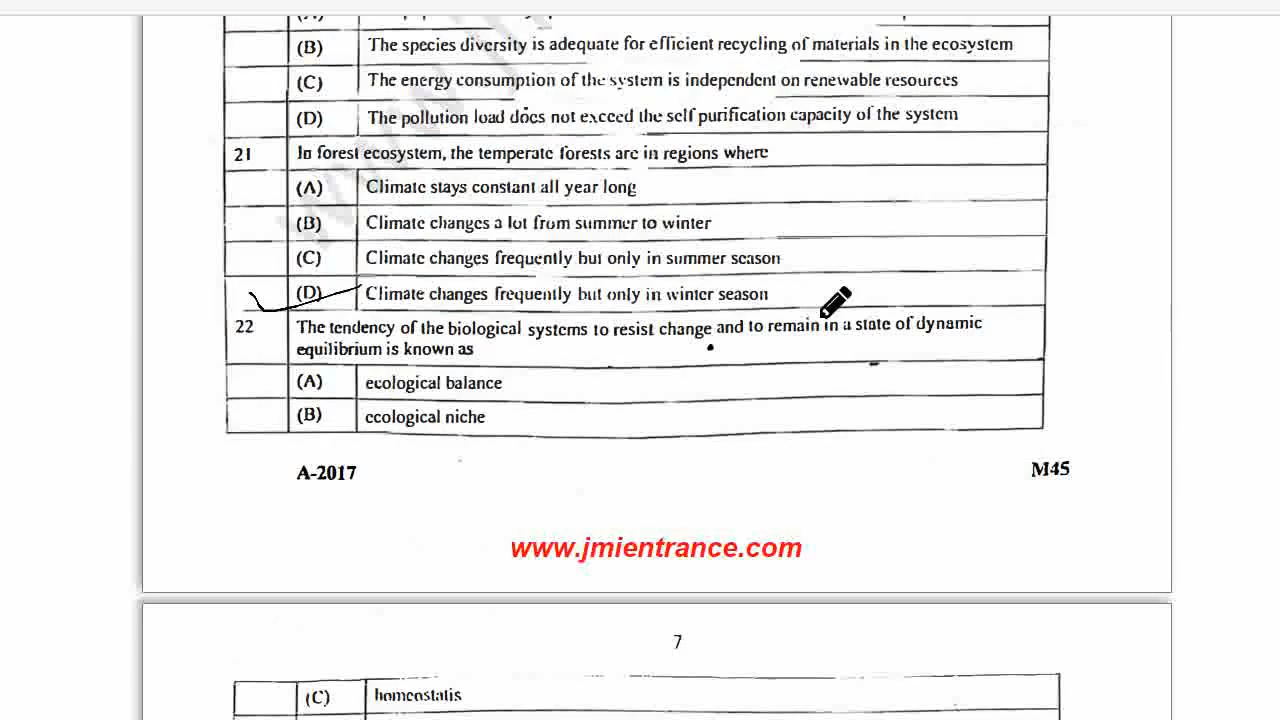 (B) The species diversity is adequate for efficient recycling of materials in the ecosystem
(C) The energy consumption of the system is independent on renewable resources
(D) The pollution load does not exceed the self purification capacity of the system
21 In forest ecosystem, the temperate forests are in regions where
(A) Climate stays constant all year long
(B) Climate changes a lot from summer to winter
(C) Climate changes frequently but only in summer season
(D) Climate changes frequently but only in winter season
22 The tendency of the biological systems to resist change and to remain in a state of dynamic
equilibrium is known as
(A) ecological balance
(B) ecological niche
A-2017 M45
www.jmientrance.com
7
(C) homeostatis